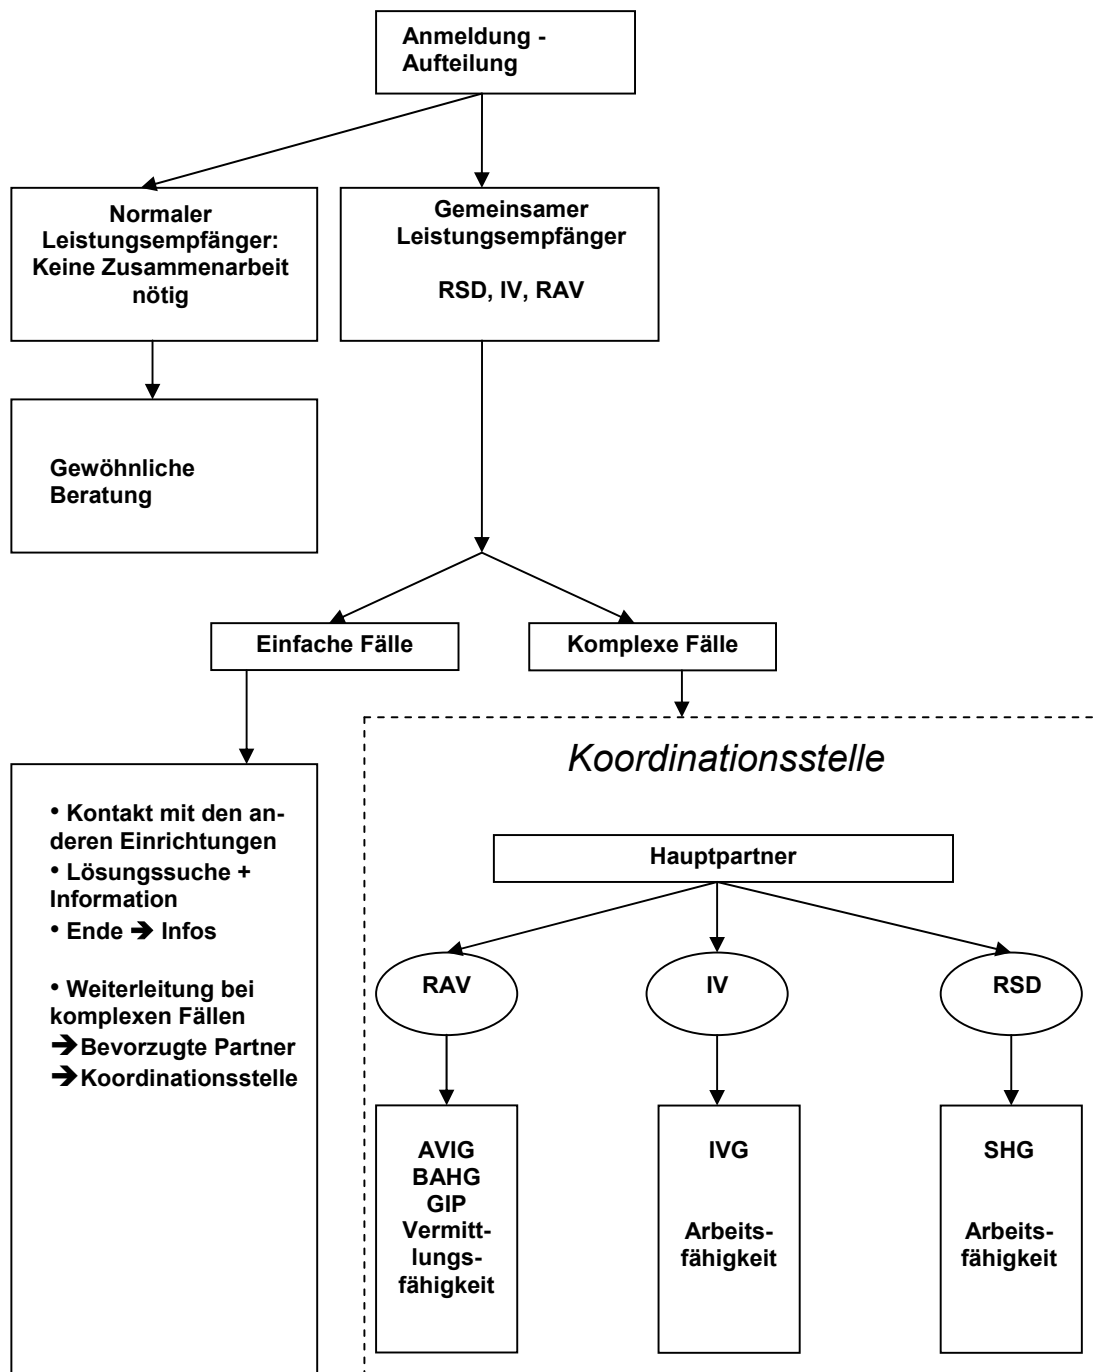 Anmeldung -
Aufteilung
Normaler
Leistungsempfänger:
Keine Zusammenarbeit
nötig
Gemeinsamer
Leistungsempfänger
RSD, IV, RAV
Gewöhnliche
Beratung
Einfache Fälle
Komplexe Fälle
• Kontakt mit den an-
deren Einrichtungen
• Lösungssuche +
Information
• Ende ➔ Infos
• Weiterleitung bei
komplexen Fällen
➔Bevorzugte Partner
➔Koordinationsstelle
Koordinationsstelle
Hauptpartner
RAV
IV
RSD
AVIG
BAHG
GIP
Vermitt-
lungs-
fähigkeit
IVG
Arbeits-
fähigkeit
SHG
Arbeits-
fähigkeit